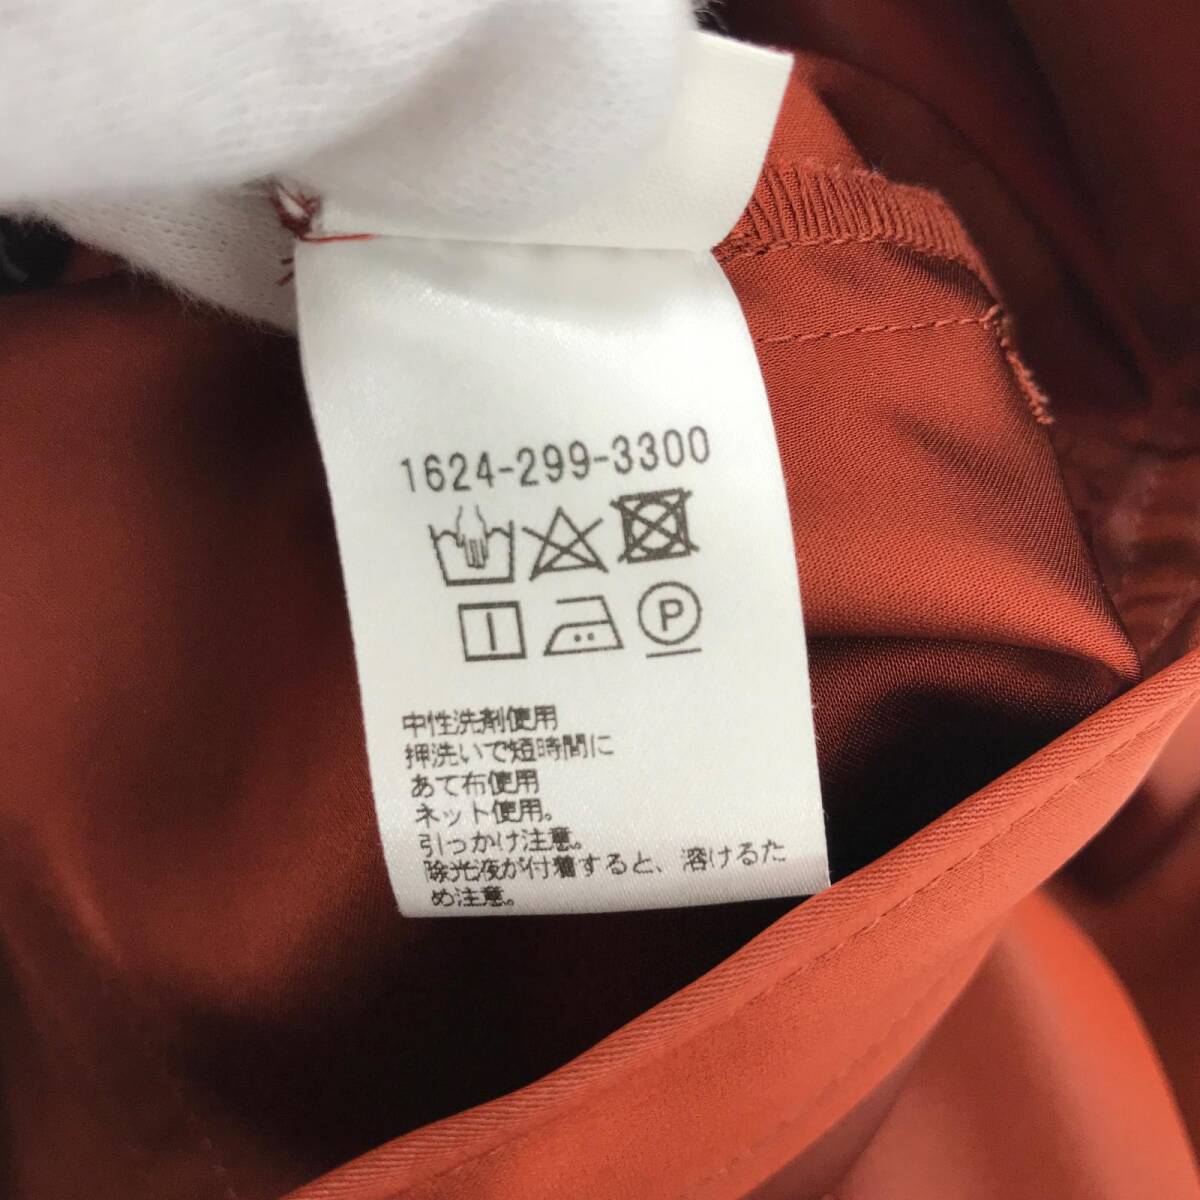 1624-299-3300
P
中性洗剤使用
押洗いで短時間に
あて布使用
ネット使用。
引っかけ注意。
除光液が付着すると、溶けるた
め注意。